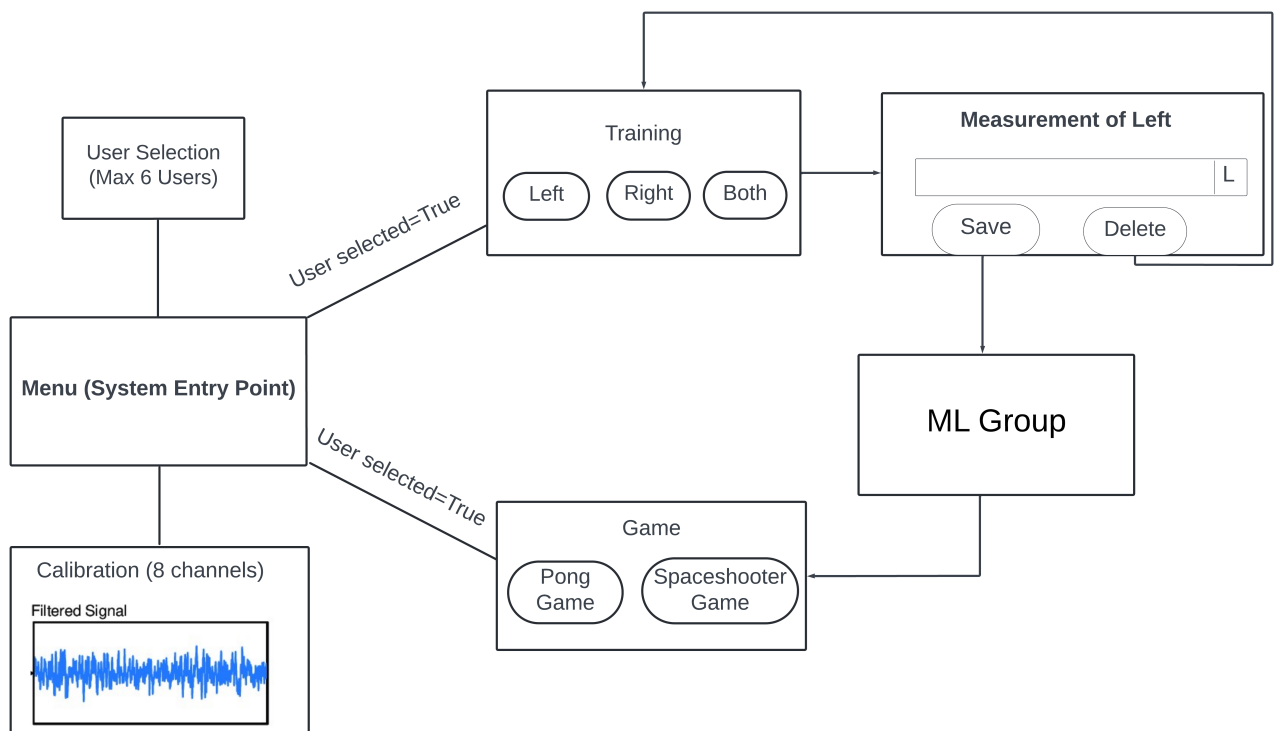 User Selection
(Max 6 Users)
Menu (System Entry Point)
Calibration (8 channels)
Filtered Signal
User selected=True
User selected=True
Training
Left
Right
Both
Measurement of Left
L
Save
Delete
ML Group
Game
Pong
Game
Spaceshooter
Game